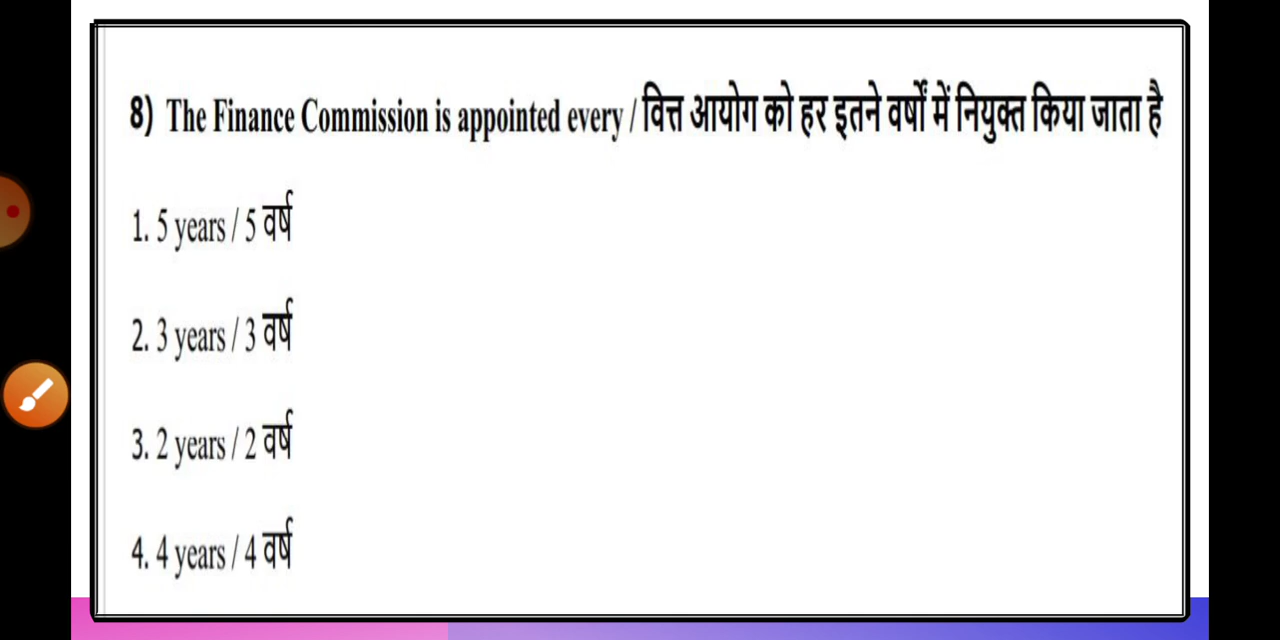 8) The Finance Commission is appointed every / वित्त आयोग को हर इतने वर्षों में नियुक्त किया जाता है
1. 5 years / 5 वर्ष
2. 3 years / 3 वर्ष
3. 2 years / 2 वर्ष
4. 4 years / 4 वर्ष